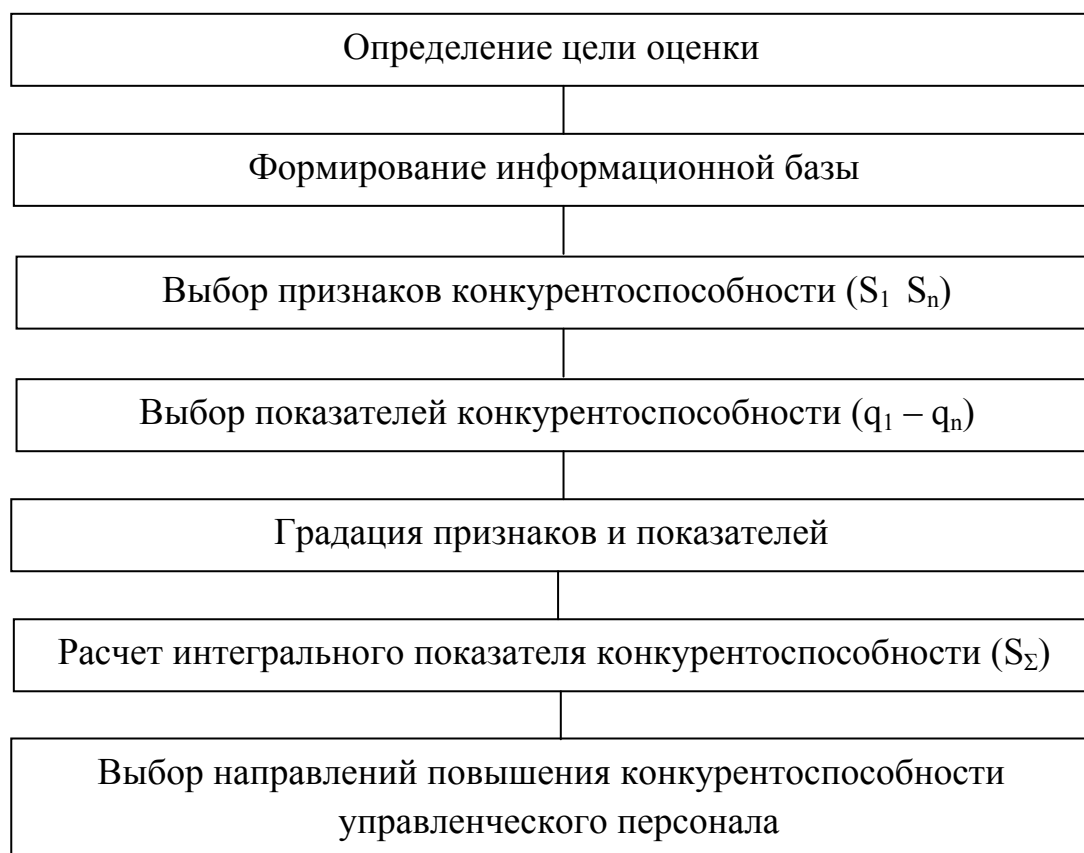 Определение цели оценки
Формирование информационной базы
Выбор признаков конкурентоспособности (S₁ Sₙ)
Выбор показателей конкурентоспособности (q₁ – qₙ)
Градация признаков и показателей
Расчет интегрального показателя конкурентоспособности (S_Σ)
Выбор направлений повышения конкурентоспособности
управленческого персонала